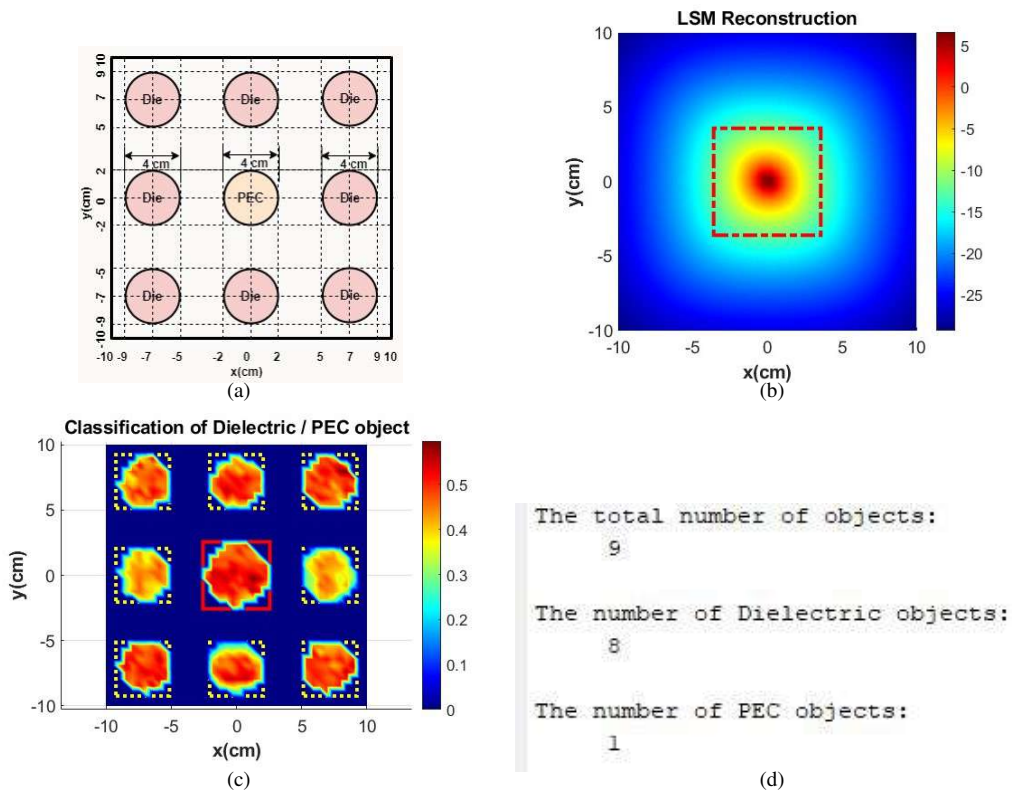 10
9
7
5
2
0
-2
-5
-7
-9
-10
y(cm)
Die Die Die
4 cm 4 cm 4 cm
Die PEC Die
Die Die Die
-10 -9 -7 -5 -2 0 2 5 7 9 10
x(cm)
(a)
LSM Reconstruction
10
5
0
-5
-10
y(cm)
-10 -5 0 5 10
x(cm)
5
0
-5
-10
-15
-20
-25
(b)
Classification of Dielectric / PEC object
10
5
0
-5
-10
y(cm)
-10 -5 0 5 10
x(cm)
0.5
0.4
0.3
0.2
0.1
0
(c)
The total number of objects:
9
The number of Dielectric objects:
8
The number of PEC objects:
1
(d)